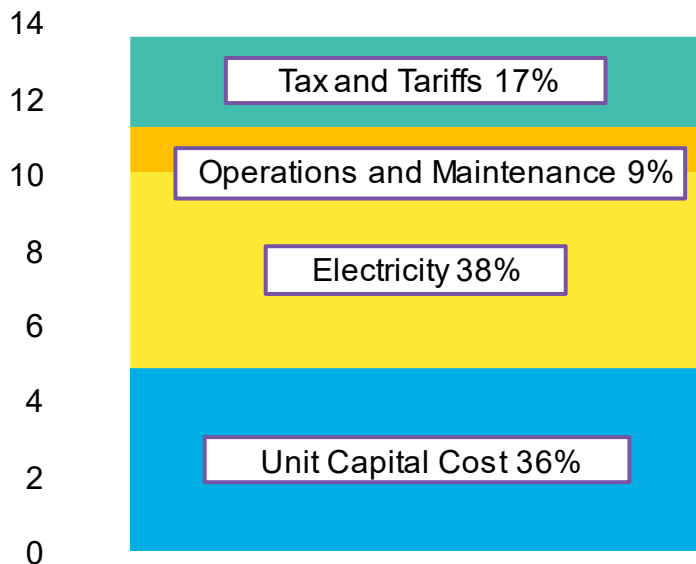 14
Tax and Tariffs 17%
12
10
Operations and Maintenance 9%
8
Electricity 38%
6
4
Unit Capital Cost 36%
2
0